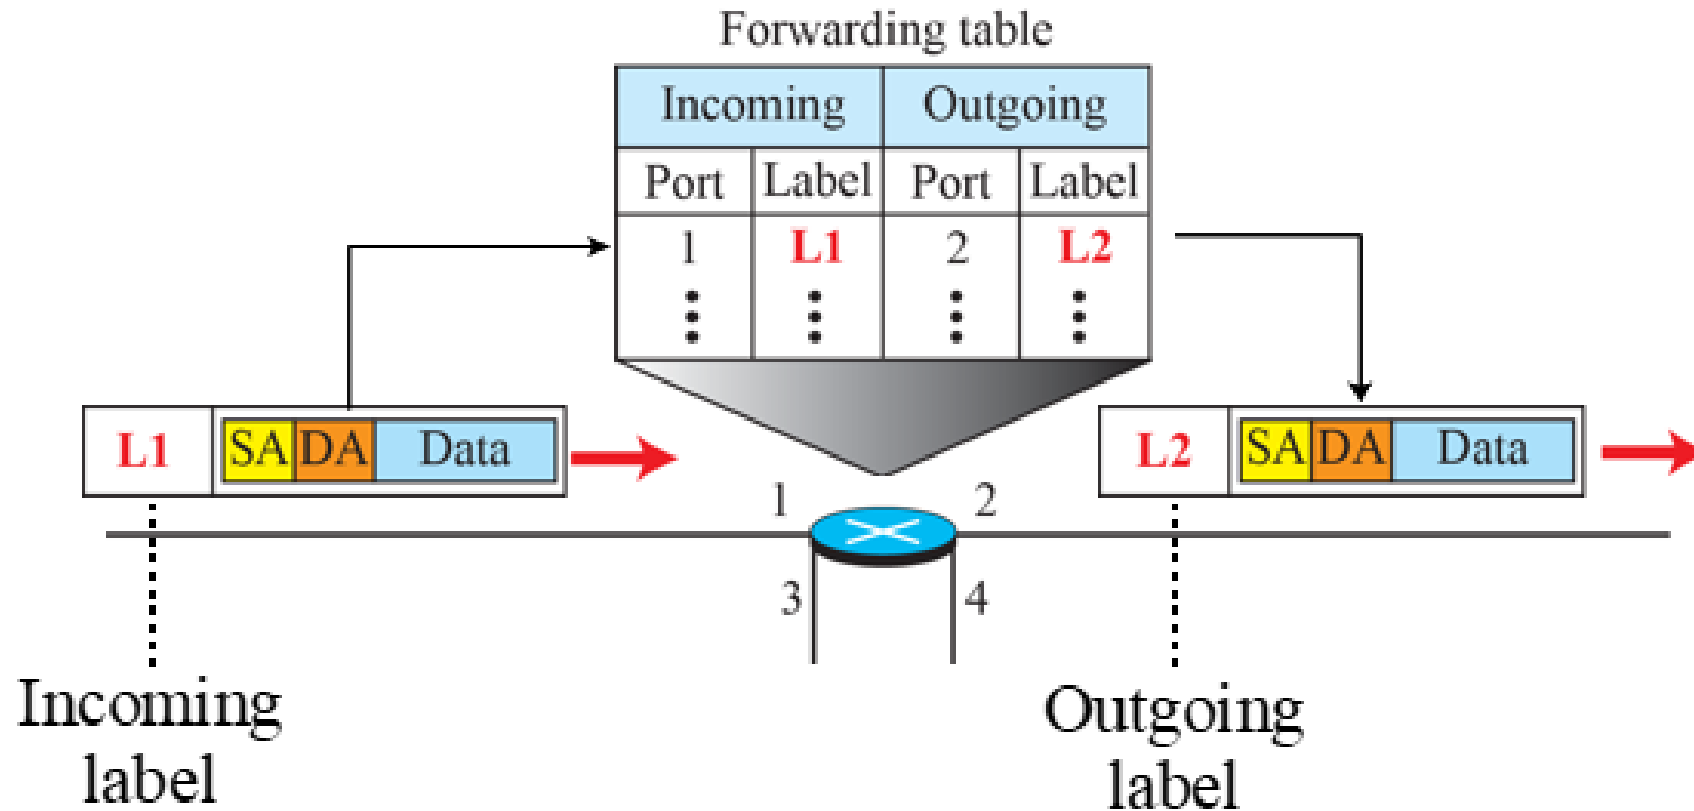 Forwarding table
Incoming Outgoing
Port Label Port Label
1 L1 2 L2
L1 SA DA Data
L2 SA DA Data
1 2
3 4
Incoming
label
Outgoing
label